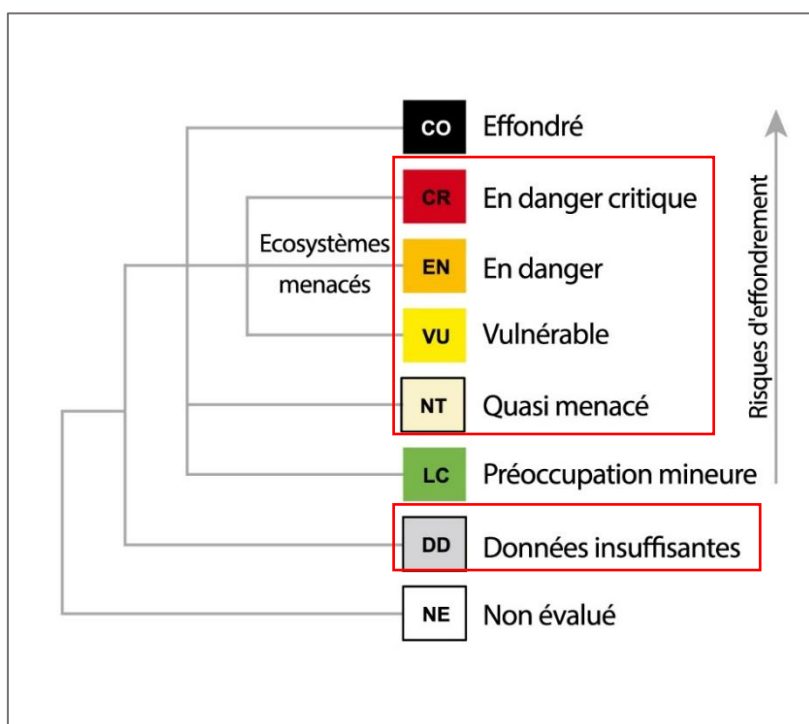 CO Effondré
CR En danger critique
Ecosystèmes
menacés
EN En danger
VU Vulnérable
NT Quasi menacé
LC Préoccupation mineure
DD Données insuffisantes
NE Non évalué
Risques d'effondrement